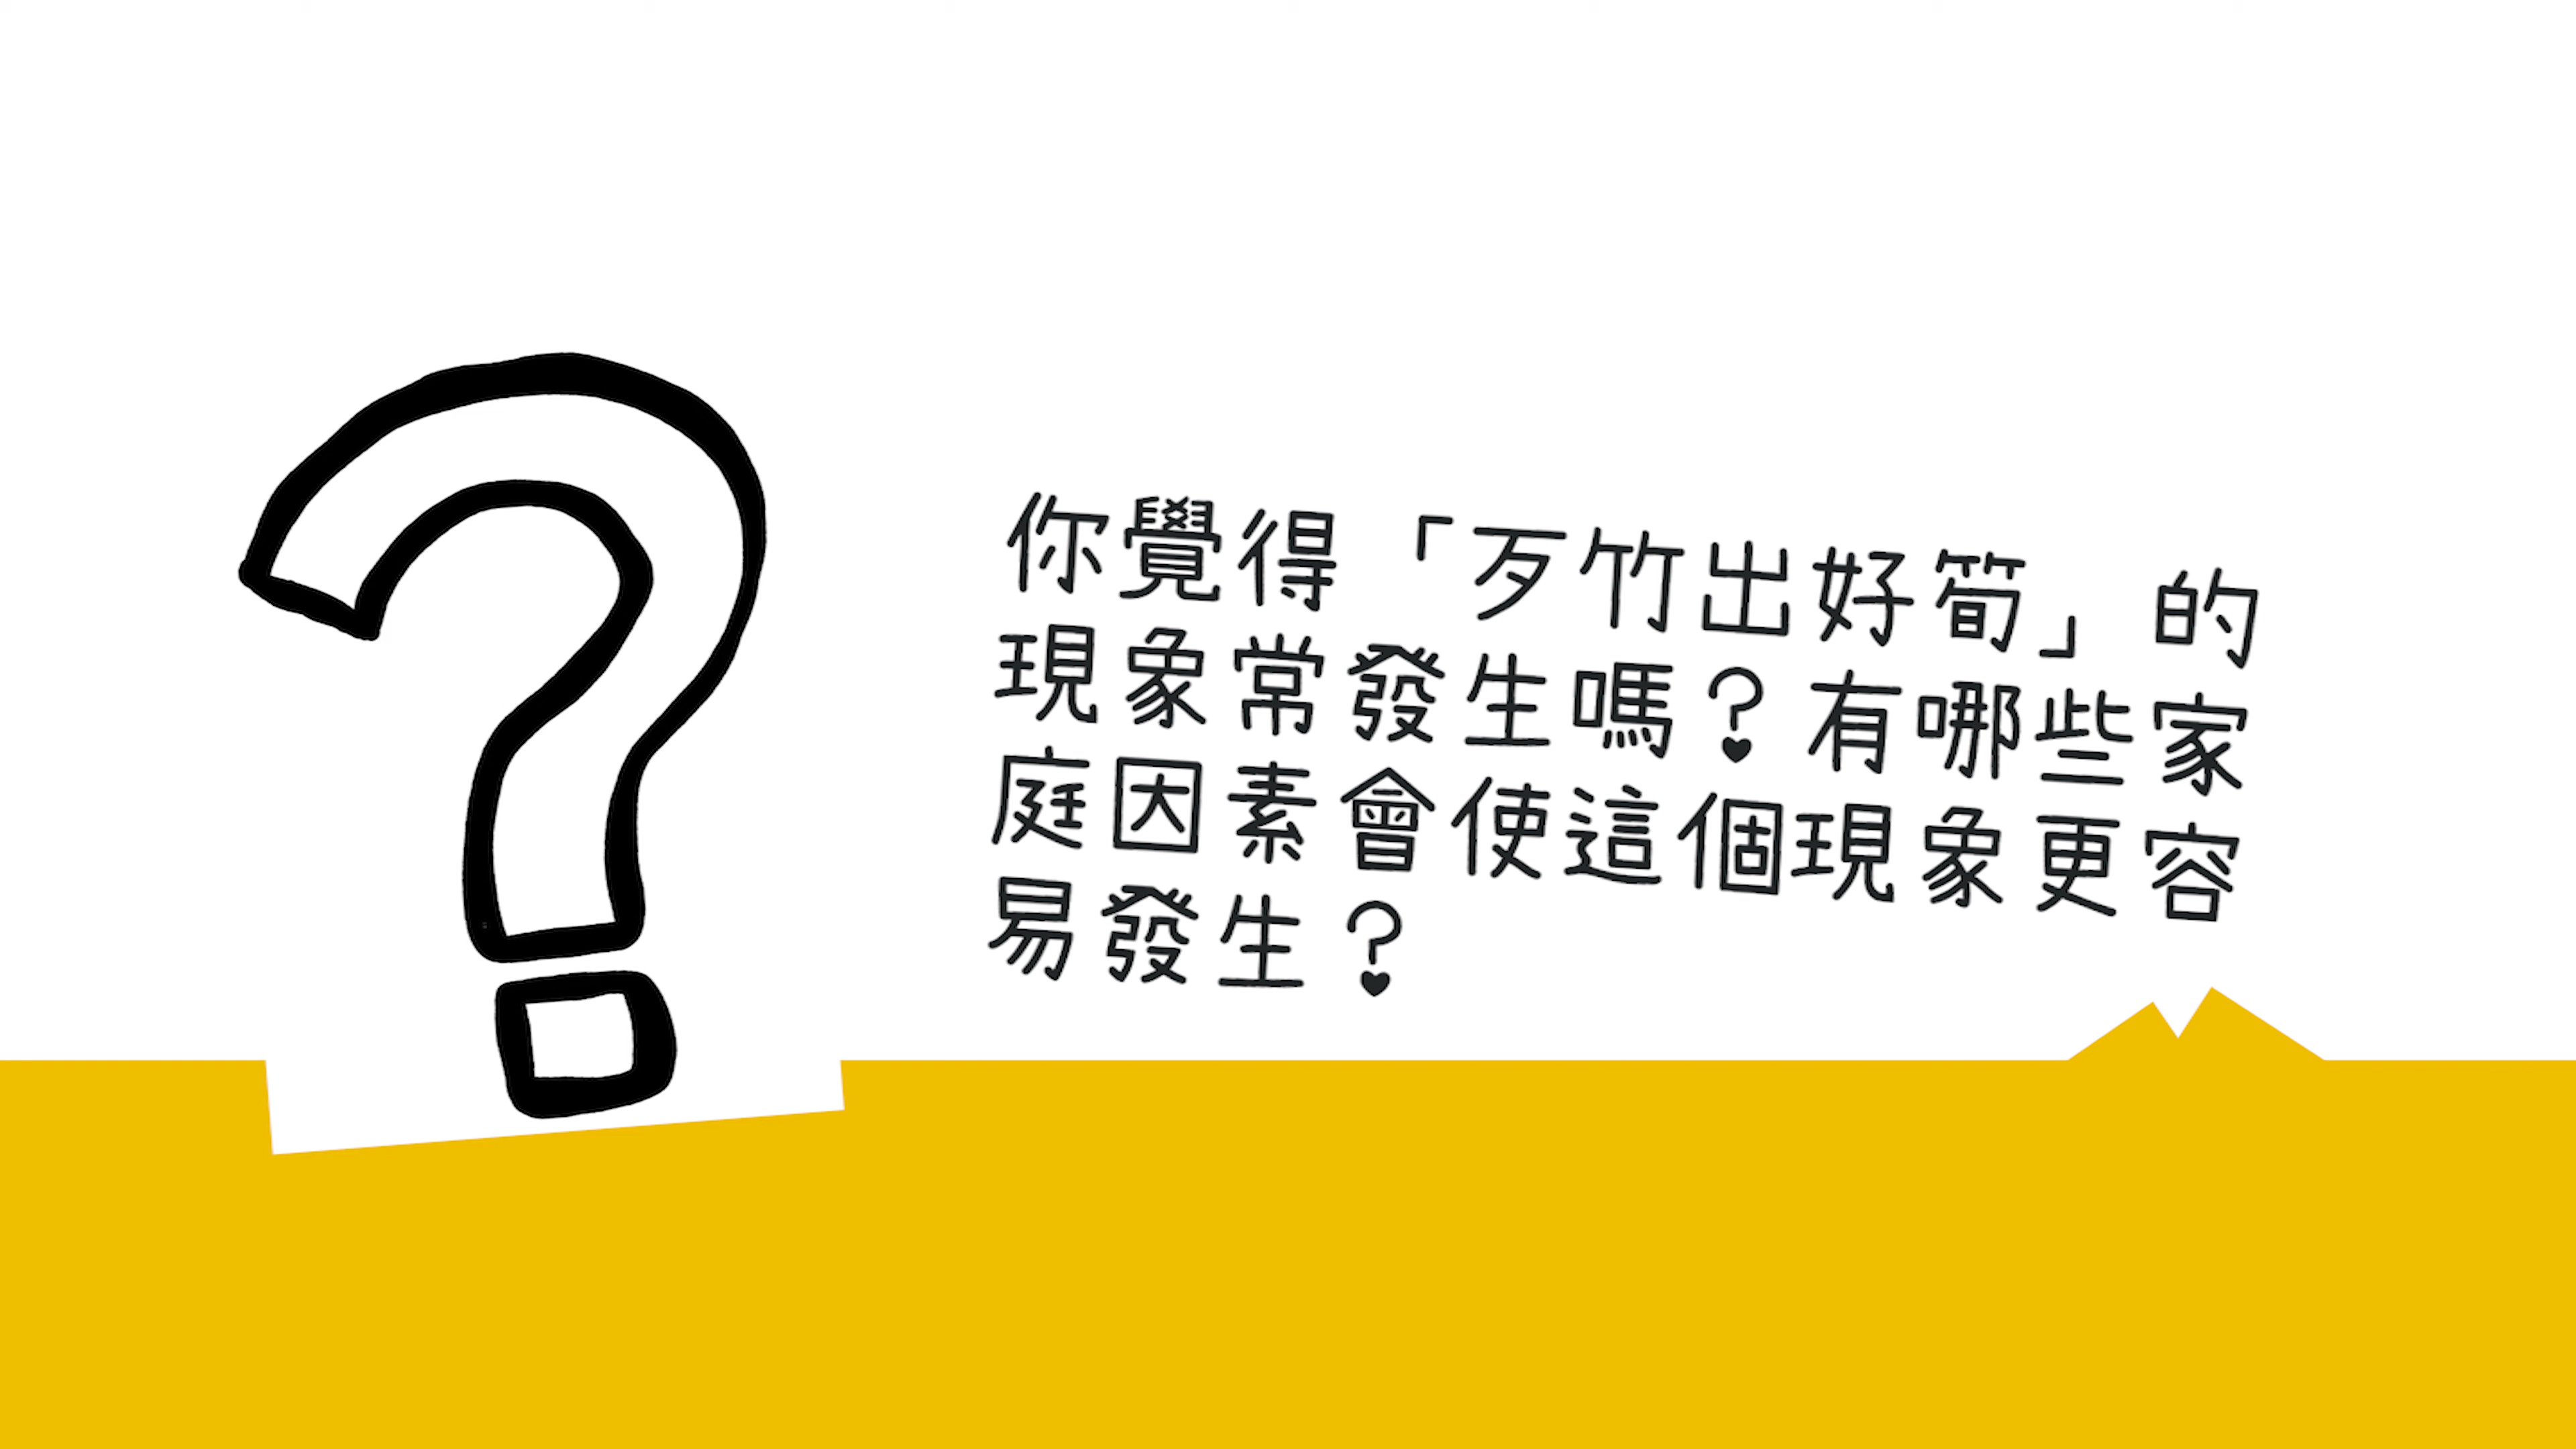 你覺得「歹竹出好筍」的
現象常發生嗎？有哪些家
庭因素會使這個現象更容
易發生？